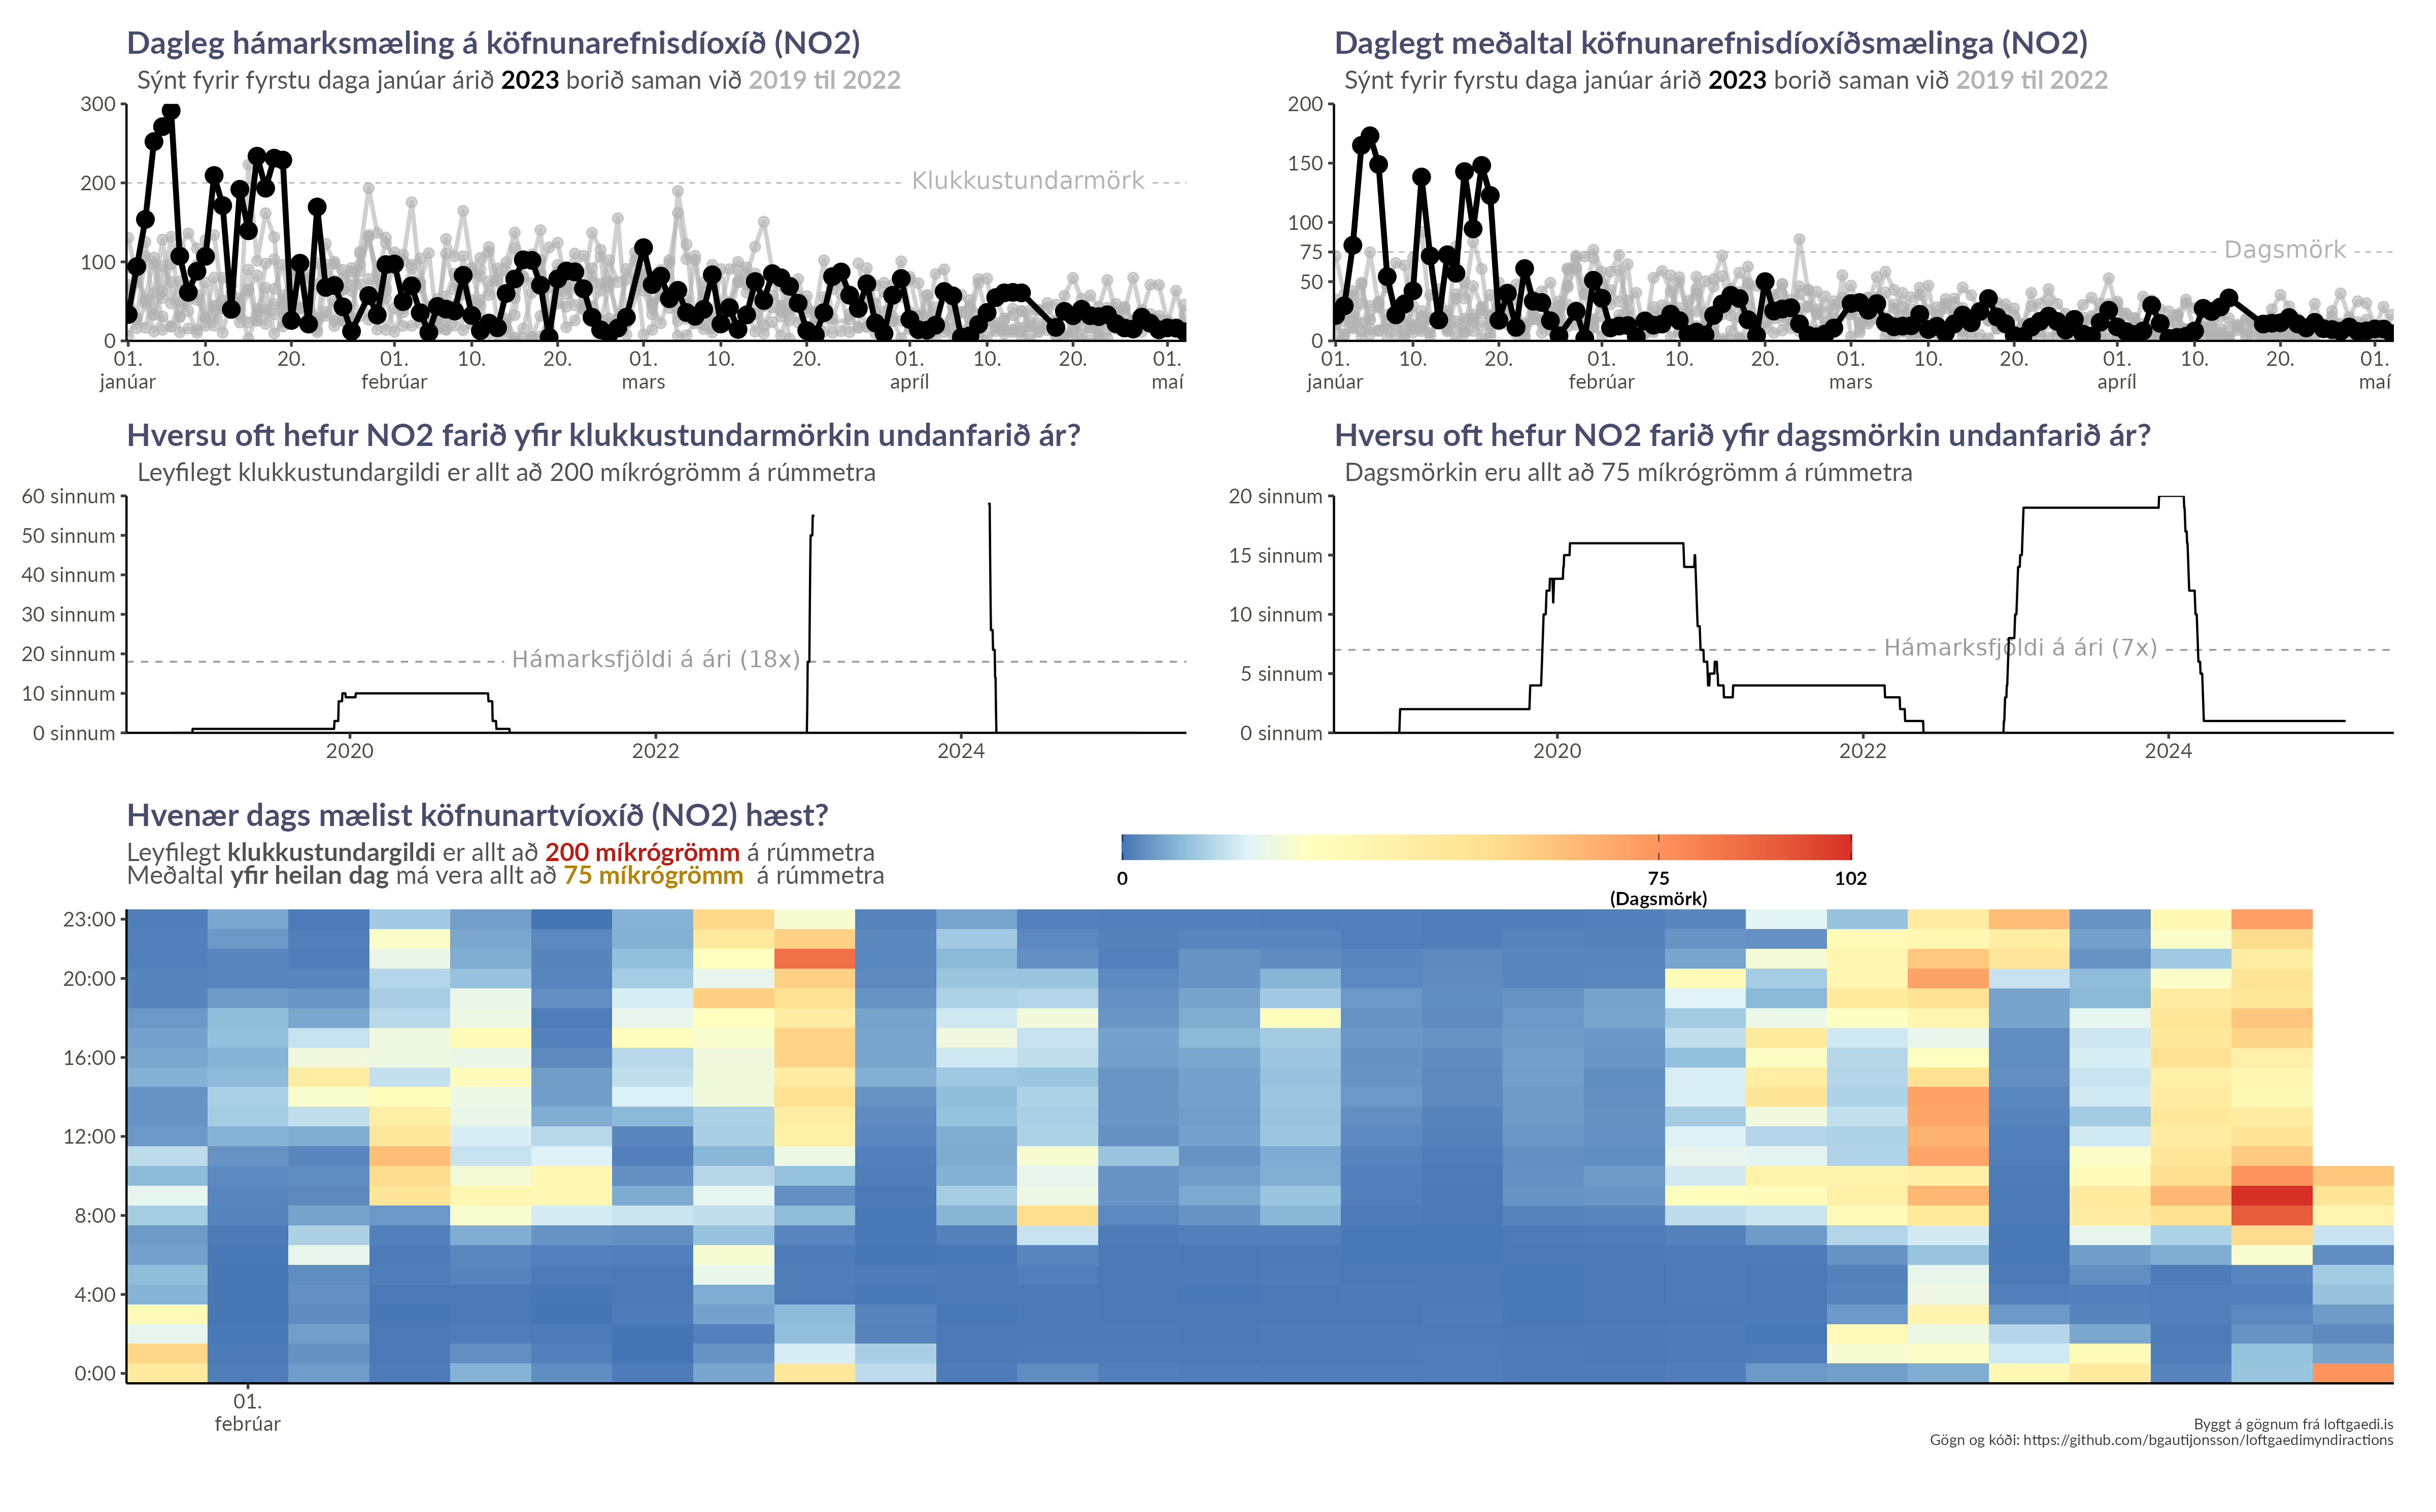 Dagleg hámarksmæling á köfnunarefnisdíoxíð (NO2)
Sýnt fyrir fyrstu daga janúar árið 2023 borið saman við 2019 til 2022
300
200
100
0
Klukkustundarmörk
01. 10. 20. 01. 10. 20. 01. 10. 20. 01. 10. 20. 01.
janúar febrúar mars apríl maí
Daglegt meðaltal köfnunarefnisdíoxíðsmælinga (NO2)
Sýnt fyrir fyrstu daga janúar árið 2023 borið saman við 2019 til 2022
200
150
100
75
50
0
Dagsmörk
01. 10. 20. 01. 10. 20. 01. 10. 20. 01. 10. 20. 01.
janúar febrúar mars apríl maí
Hversu oft hefur NO2 farið yfir klukkustundarmörkin undanfarið ár?
Leyfilegt klukkustundargildi er allt að 200 míkrógrömm á rúmmetra
60 sinnum
50 sinnum
40 sinnum
30 sinnum
20 sinnum
10 sinnum
0 sinnum
Hámarksfjöldi á ári (18x)
2020 2022 2024
Hversu oft hefur NO2 farið yfir dagsmörkin undanfarið ár?
Dagsmörkin eru allt að 75 míkrógrömm á rúmmetra
20 sinnum
15 sinnum
10 sinnum
5 sinnum
0 sinnum
Hámarksfjöldi á ári (7x)
2020 2022 2024
Hvenær dags mælist köfnunartvíoxíð (NO2) hæst?
Leyfilegt klukkustundargildi er allt að 200 míkrógrömm á rúmmetra
Meðaltal yfir heilan dag má vera allt að 75 míkrógrömm á rúmmetra
0 75 102
(Dagsmörk)
23:00
20:00
16:00
12:00
8:00
4:00
0:00
01.
febrúar
Byggt á gögnum frá loftgaedi.is
Gögn og kóði: https://github.com/bgautijonsson/loftgaedimyndiractions